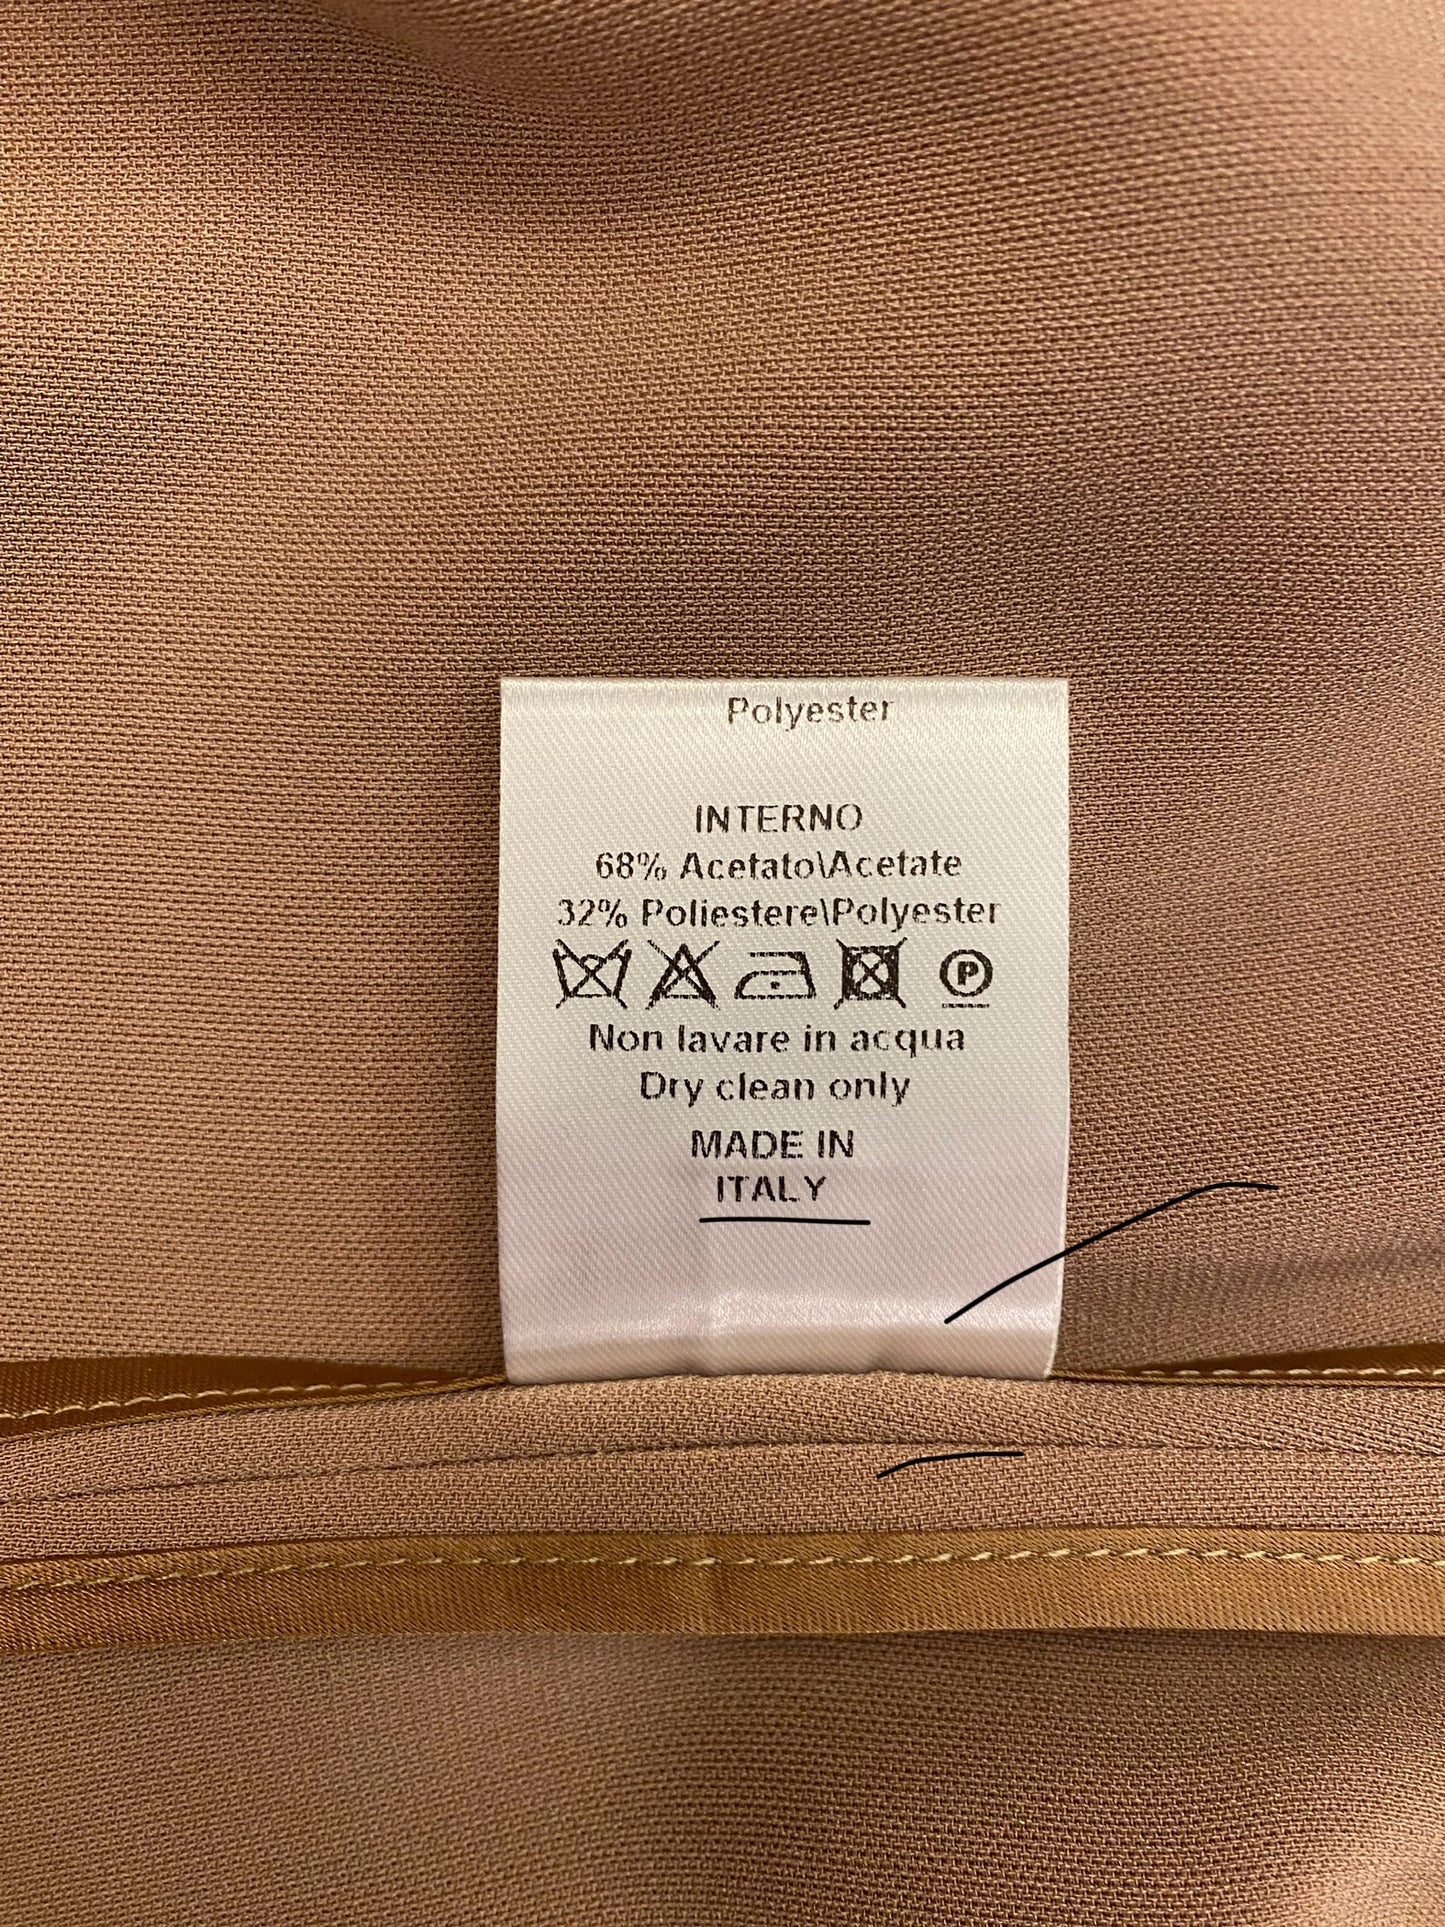 Polyester
INTERNO
68% Acetato\Acetate
32% Poliestere\Polyester
P
Non lavare in acqua
Dry clean only
MADE IN
ITALY